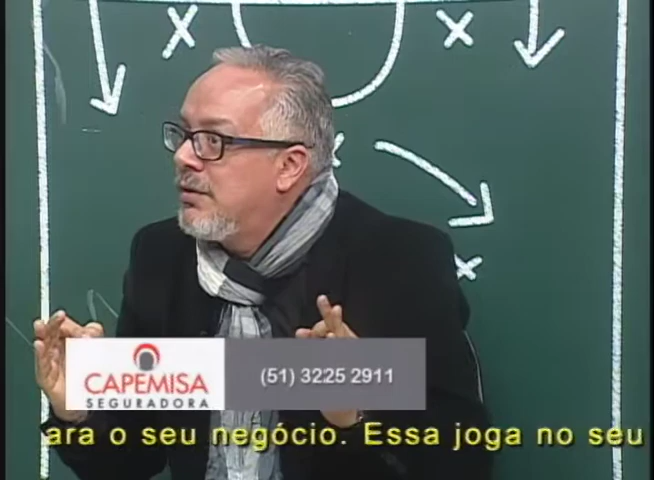 CAPEMISA
SEGURADORA
(51) 3225 2911
ara o seu negócio. Essa joga no seu